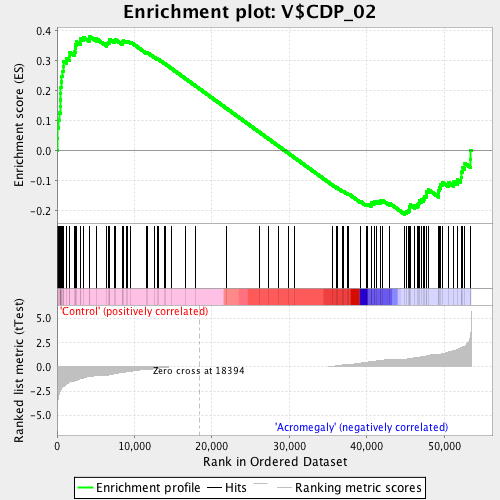 Enrichment plot: V$CDP_02
Enrichment score (ES)
0.4
0.3
0.2
0.1
0.0
-0.1
-0.2
'Control' (positively correlated)
Ranked list metric (tTest)
5.0
2.5
0.0
-2.5
-5.0
Zero cross at 18394
'Acromegaly' (negatively correlated)
0
10,000
20,000
30,000
40,000
50,000
Rank in Ordered Dataset
Enrichment profile
Hits
Ranking metric scores